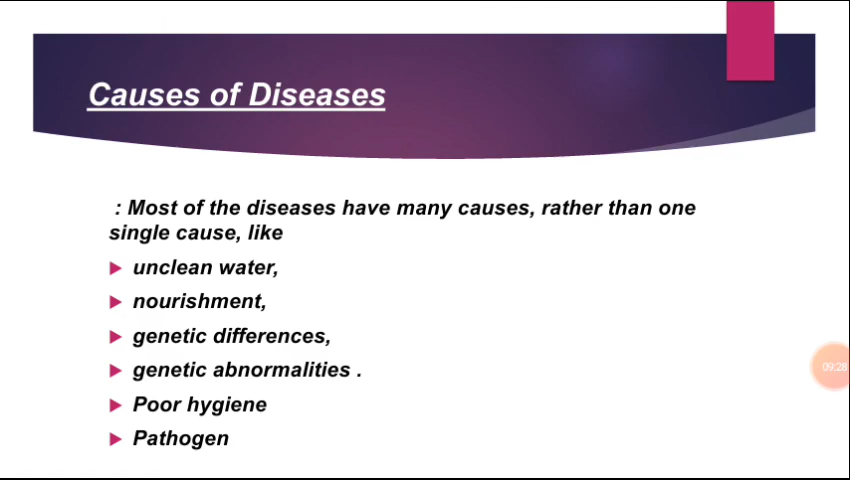 Causes of Diseases
: Most of the diseases have many causes, rather than one
single cause, like
unclean water,
nourishment,
genetic differences,
genetic abnormalities .
Poor hygiene
Pathogen
09:28